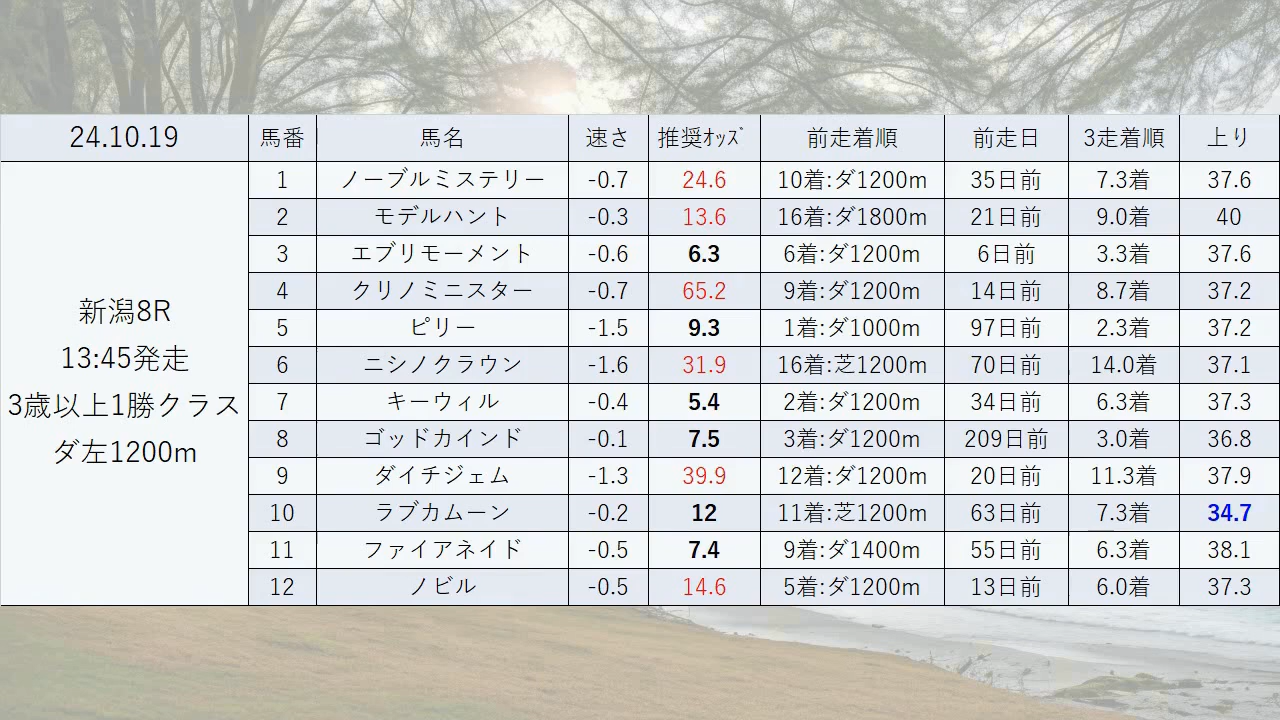 24.10.19 馬番 馬名 速さ 推奨ｵｯｽﾞ 前走着順 前走日 3走着順 上り
1 ノーブルミステリー -0.7 24.6 10着:ダ1200m 35日前 7.3着 37.6
2 モデルハント -0.3 13.6 16着:ダ1800m 21日前 9.0着 40
3 エブリモーメント -0.6 6.3 6着:ダ1200m 6日前 3.3着 37.6
4 クリノミニスター -0.7 65.2 9着:ダ1200m 14日前 8.7着 37.2
5 ピリー -1.5 9.3 1着:ダ1000m 97日前 2.3着 37.2
6 ニシノクラウン -1.6 31.9 16着:芝1200m 70日前 14.0着 37.1
7 キーウィル -0.4 5.4 2着:ダ1200m 34日前 6.3着 37.3
8 ゴッドカインド -0.1 7.5 3着:ダ1200m 209日前 3.0着 36.8
9 ダイチジェム -1.3 39.9 12着:ダ1200m 20日前 11.3着 37.9
10 ラブカムーン -0.2 12 11着:芝1200m 63日前 7.3着 34.7
11 ファイアネイド -0.5 7.4 9着:ダ1400m 55日前 6.3着 38.1
12 ノビル -0.5 14.6 5着:ダ1200m 13日前 6.0着 37.3
新潟8R
13:45発走
3歳以上1勝クラス
ダ左1200m